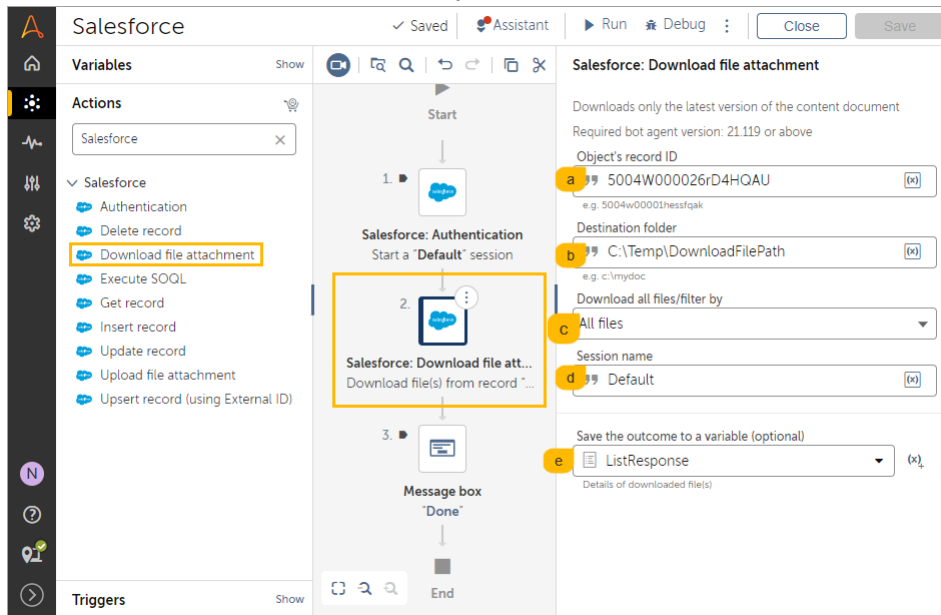 Salesforce
Saved
Assistant
Run
Debug
Close
Save
Variables
Show
Actions
Salesforce
Salesforce
Authentication
Delete record
Download file attachment
Execute SOQL
Get record
Insert record
Update record
Upload file attachment
Upsert record (using External ID)
N
Triggers
Show
Start
1.
Salesforce: Authentication
Start a "Default" session
2.
Salesforce: Download file att...
Download file(s) from record "...
3.
Message box
"Done"
End
Salesforce: Download file attachment
Downloads only the latest version of the content document
Required bot agent version: 21.119 or above
Object's record ID
a
5004W000026rD4HQAU
(x)
e.g. 5004w00001hessfqak
Destination folder
b
C:\Temp\DownloadFilePath
(x)
e.g. c:\mydoc
Download all files/filter by
c
All files
Session name
d
Default
(x)
Save the outcome to a variable (optional)
e
ListResponse
(x)+
Details of downloaded file(s)